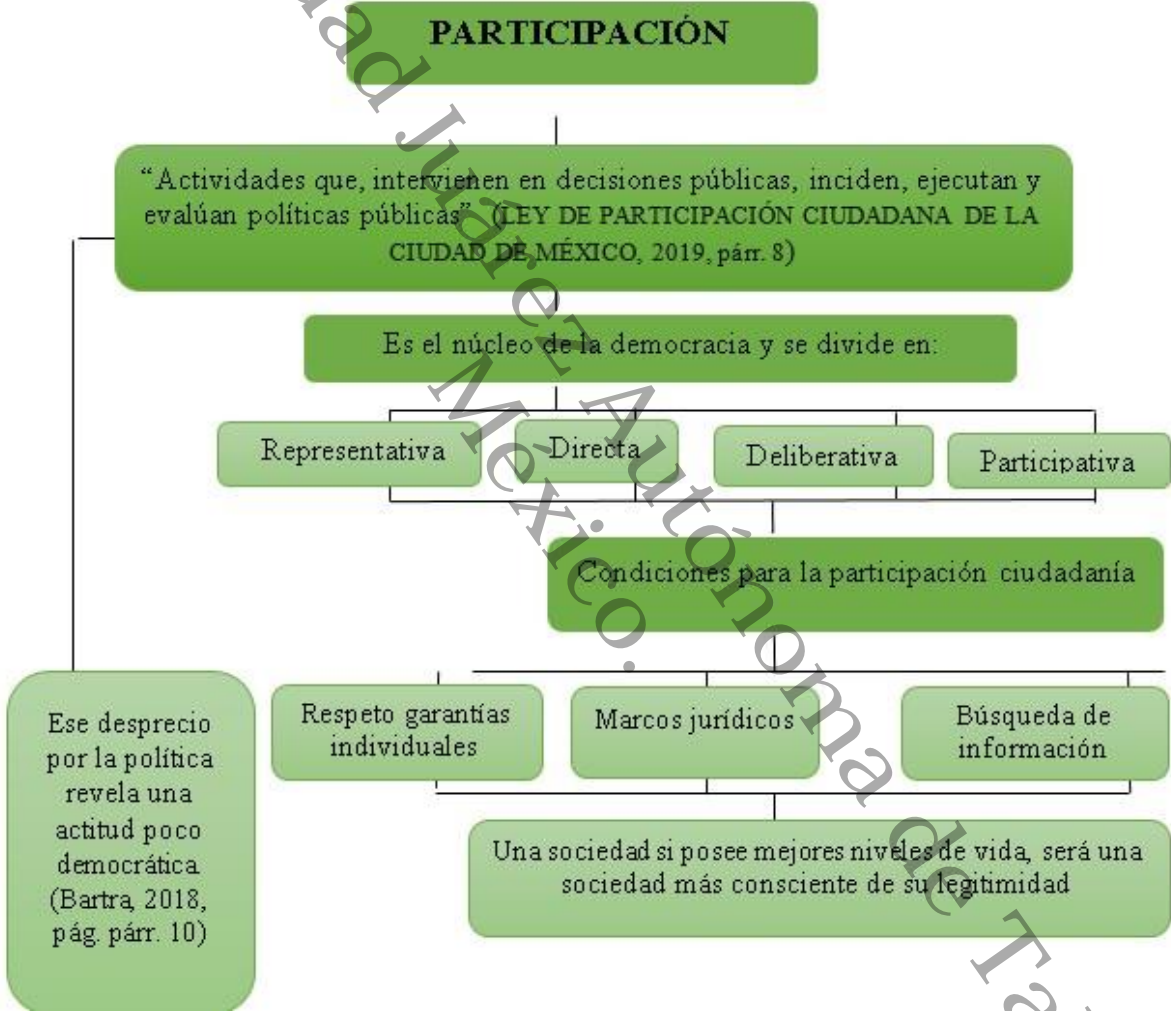 PARTICIPACIÓN
“Actividades que, intervienen en decisiones públicas, inciden, ejecutan y
evalúan políticas públicas” (LEY DE PARTICIPACIÓN CIUDADANA DE LA
CIUDAD DE MÉXICO, 2019, párr. 8)
Es el núcleo de la democracia y se divide en:
Representativa
Directa
Deliberativa
Participativa
Condiciones para la participación ciudadanía
Ese desprecio
por la política
revela una
actitud poco
democrática
(Bartra, 2018,
pág. párr. 10)
Respeto garantías
individuales
Marcos jurídicos
Búsqueda de
información
Una sociedad si posee mejores niveles de vida, será una
sociedad más consciente de su legitimidad
Juárez Autónoma de
México.